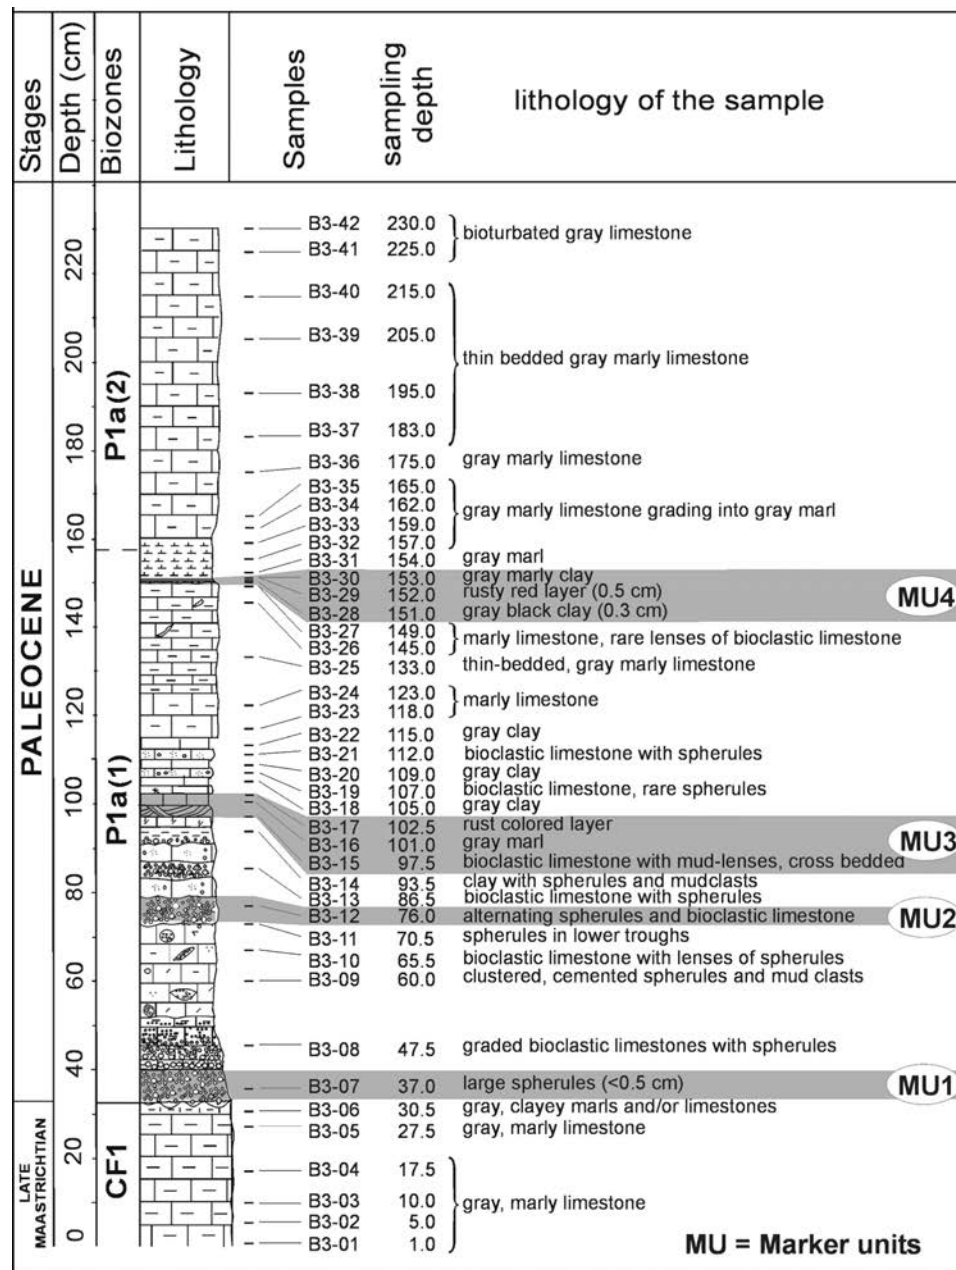 Stages
Depth (cm)
Biozones
Lithology
Samples
sampling depth
lithology of the sample
B3-42 230.0
bioturbated gray limestone
B3-41 225.0
B3-40 215.0
B3-39 205.0
thin bedded gray marly limestone
B3-38 195.0
B3-37 183.0
B3-36 175.0 gray marly limestone
B3-35 165.0
B3-34 162.0
gray marly limestone grading into gray marl
B3-33 159.0
B3-32 157.0
B3-31 154.0 gray marl
B3-30 153.0 gray marly clay
B3-29 152.0 rusty red layer (0.5 cm)
MU4
B3-28 151.0 gray black clay (0.3 cm)
B3-27 149.0
marly limestone, rare lenses of bioclastic limestone
B3-26 145.0
B3-25 133.0 thin-bedded, gray marly limestone
B3-24 123.0
marly limestone
B3-23 118.0
B3-22 115.0 gray clay
B3-21 112.0 bioclastic limestone with spherules
B3-20 109.0 gray clay
B3-19 107.0 bioclastic limestone, rare spherules
B3-18 105.0 gray clay
B3-17 102.5 rust colored layer
B3-16 101.0 gray marl
MU3
B3-15 97.5 bioclastic limestone with mud-lenses, cross bedded
B3-14 93.5 clay with spherules and mudclasts
B3-13 86.5 bioclastic limestone with spherules
B3-12 76.0 alternating spherules and bioclastic limestone
MU2
B3-11 70.5 spherules in lower troughs
B3-10 65.5 bioclastic limestone with lenses of spherules
B3-09 60.0 clustered, cemented spherules and mud clasts
B3-08 47.5 graded bioclastic limestones with spherules
B3-07 37.0 large spherules (<0.5 cm)
MU1
B3-06 30.5 gray, clayey marls and/or limestones
B3-05 27.5 gray, marly limestone
B3-04 17.5
B3-03 10.0 gray, marly limestone
B3-02 5.0
B3-01 1.0
MU = Marker units
PALEOCENE
LATE
MAASTRICHTIAN
220
200
180
160
140
120
100
80
60
40
20
0
P1a(2)
P1a(1)
CF1